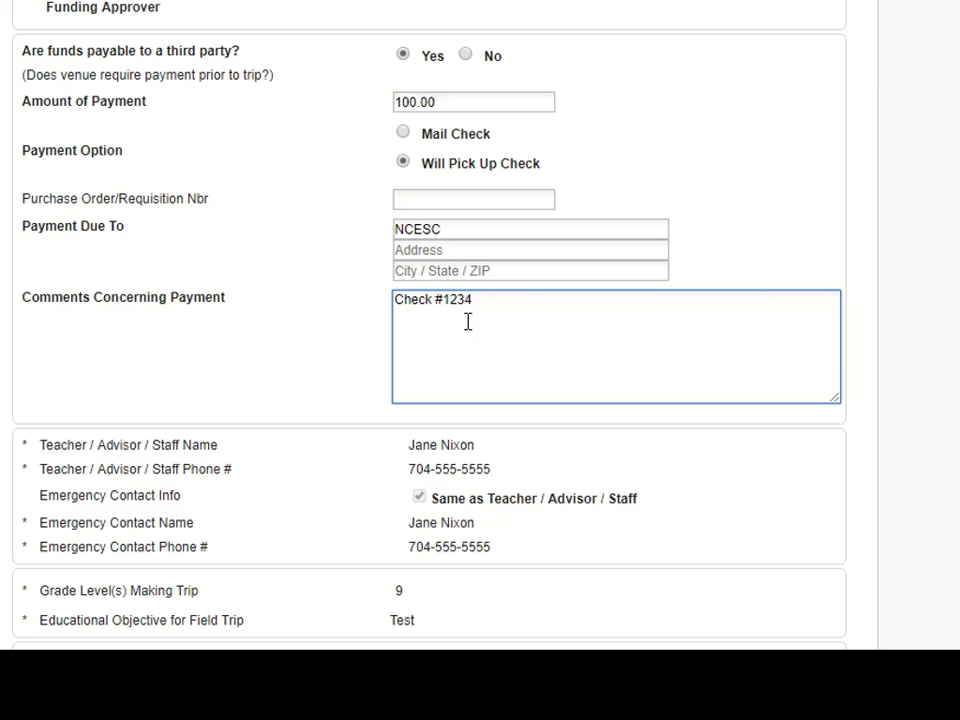 Funding Approver
Are funds payable to a third party?
Yes No
(Does venue require payment prior to trip?)
Amount of Payment
100.00
Mail Check
Payment Option
Will Pick Up Check
Purchase Order/Requisition Nbr
Payment Due To
NCESC
Address
City / State / ZIP
Comments Concerning Payment
Check #1234
* Teacher / Advisor / Staff Name Jane Nixon
* Teacher / Advisor / Staff Phone # 704-555-5555
Emergency Contact Info Same as Teacher / Advisor / Staff
* Emergency Contact Name Jane Nixon
* Emergency Contact Phone # 704-555-5555
* Grade Level(s) Making Trip 9
* Educational Objective for Field Trip Test